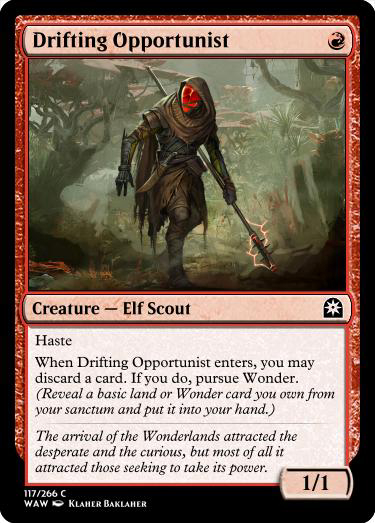 Drifting Opportunist
Creature — Elf Scout
Haste
When Drifting Opportunist enters, you may
discard a card. If you do, pursue Wonder.
(Reveal a basic land or Wonder card you own from
your sanctum and put it into your hand.)
The arrival of the Wonderlands attracted the
desperate and the curious, but most of all it
attracted those seeking to take its power.
1/1
117/266 C
WAW Klaher Baklaher